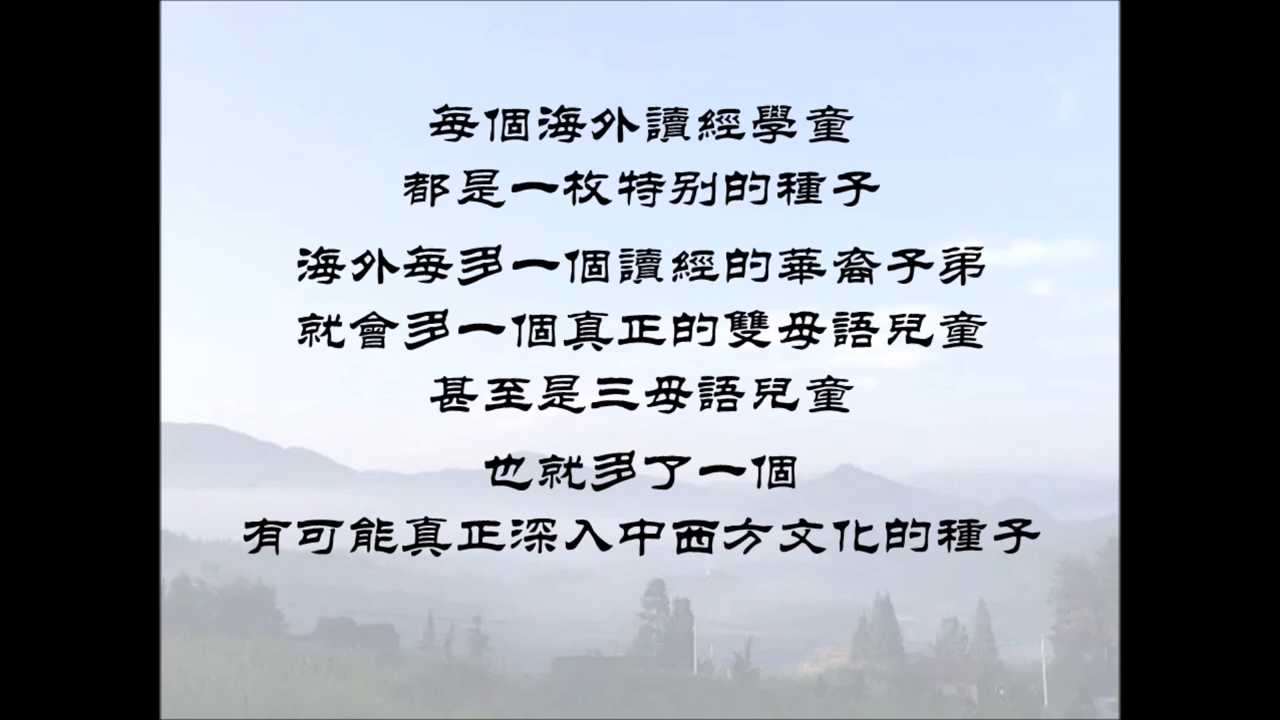 每個海外讀經學童
都是一枚特别的種子
海外每多一個讀經的華裔子弟
就會多一個真正的雙母語兒童
甚至是三母語兒童
也就多了一個
有可能真正深入中西方文化的種子